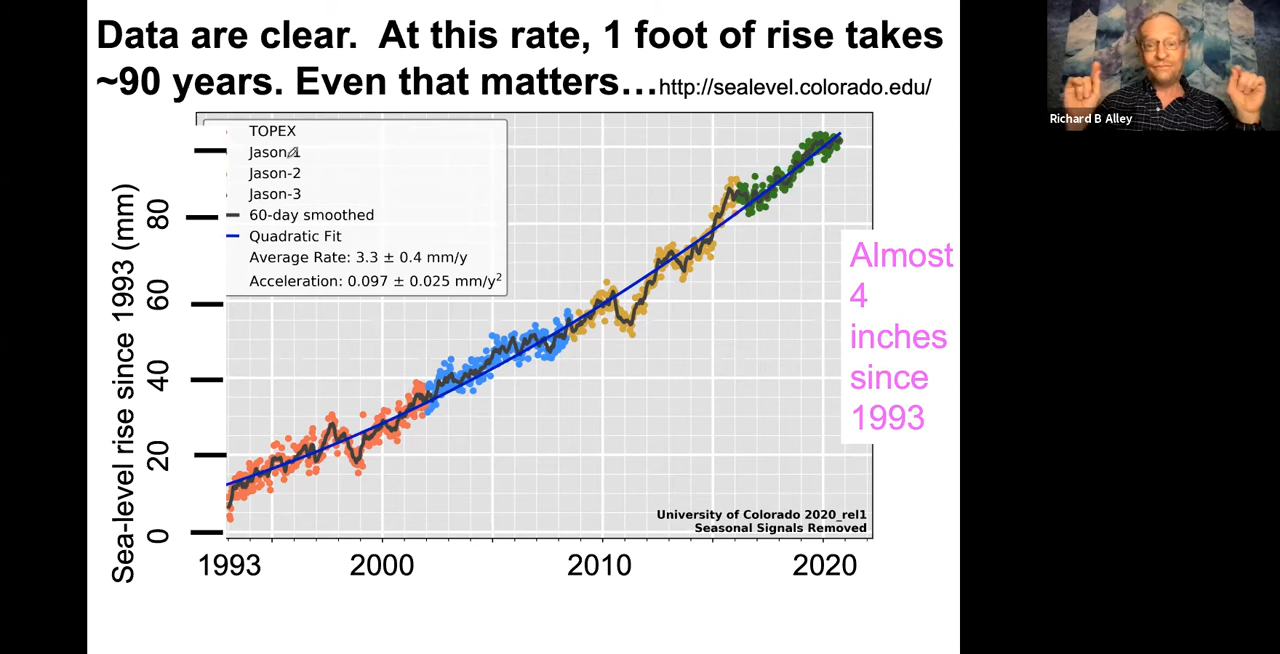 Data are clear.  At this rate, 1 foot of rise takes
~90 years. Even that matters…http://sealevel.colorado.edu/
Richard B Alley
TOPEX
Jason-1
Jason-2
Jason-3
60-day smoothed
Quadratic Fit
Average Rate: 3.3 ± 0.4 mm/y
Acceleration: 0.097 ± 0.025 mm/y²
Sea-level rise since 1993 (mm)
80
60
40
20
0
Almost
4
inches
since
1993
University of Colorado 2020_rel1
Seasonal Signals Removed
1993 2000 2010 2020